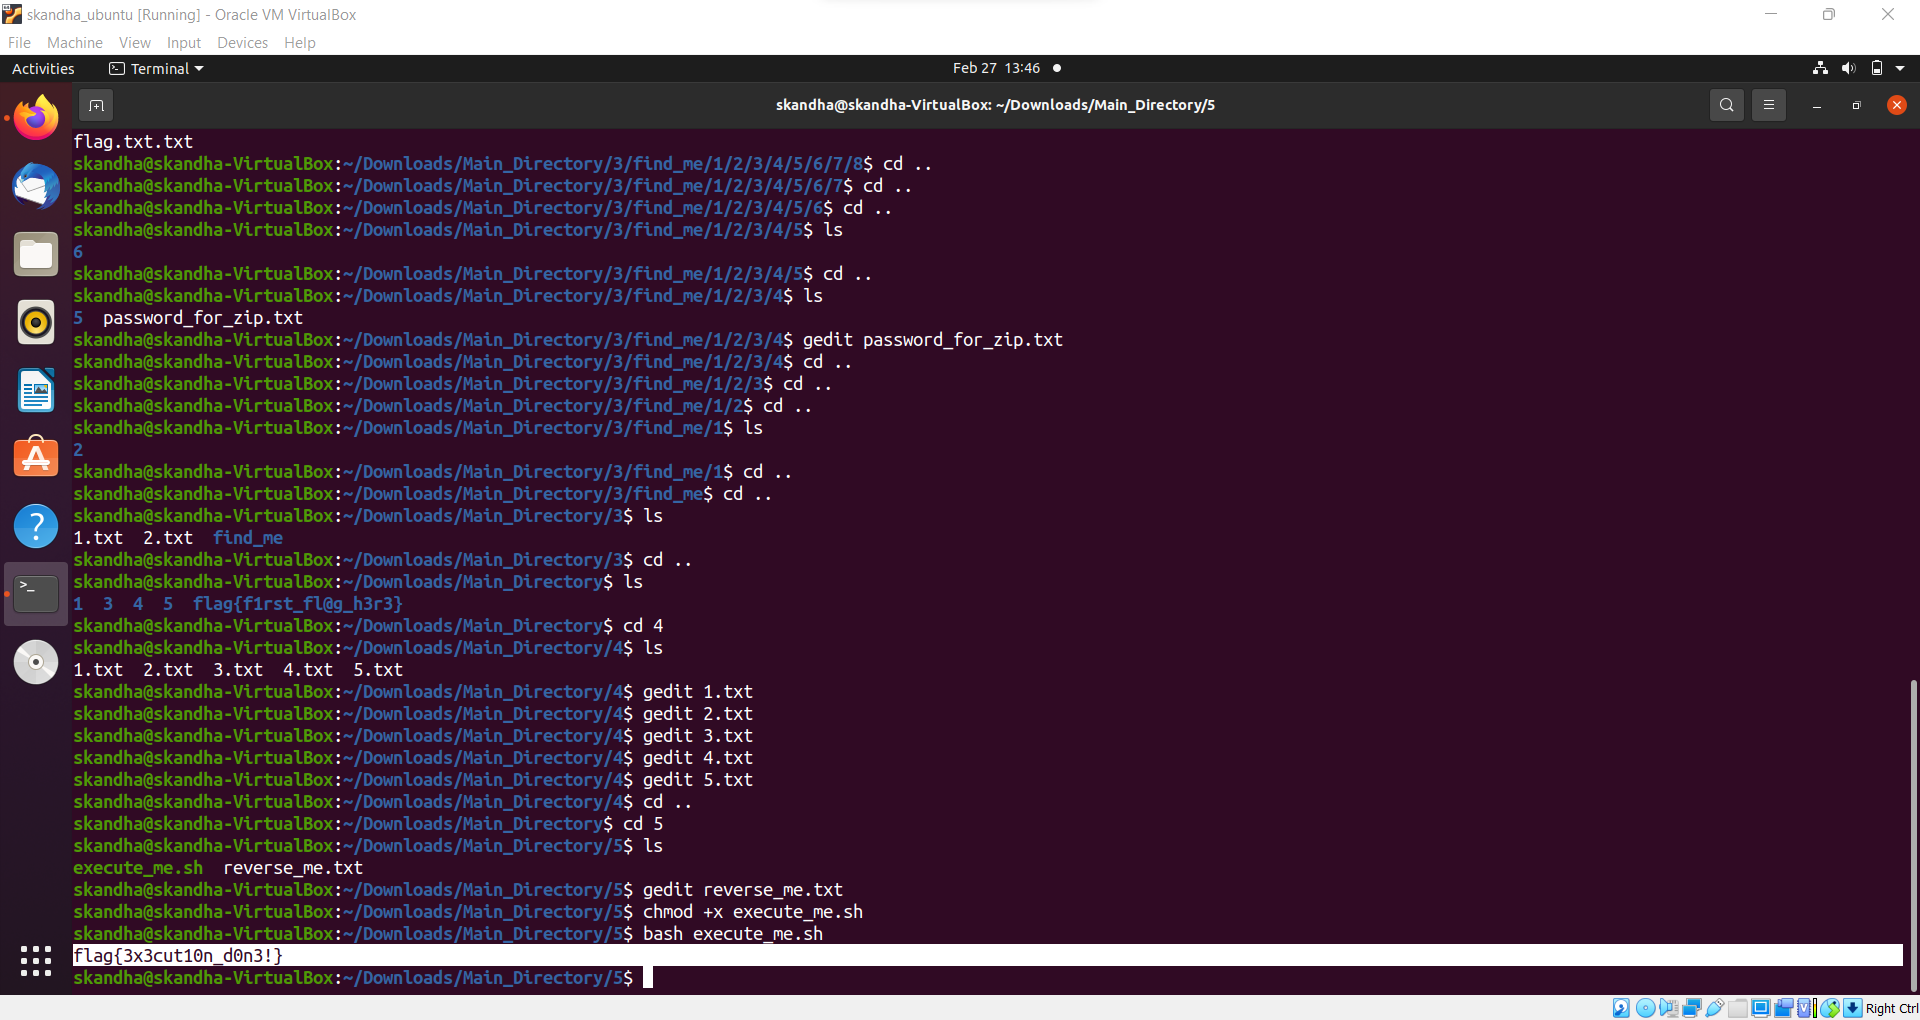 skandha_ubuntu [Running] - Oracle VM VirtualBox
File Machine View Input Devices Help
Activities Terminal Feb 27 13:46
skandha@skandha-VirtualBox: ~/Downloads/Main_Directory/5
flag.txt.txt
skandha@skandha-VirtualBox:~/Downloads/Main_Directory/3/find_me/1/2/3/4/5/6/7/8$ cd ..
skandha@skandha-VirtualBox:~/Downloads/Main_Directory/3/find_me/1/2/3/4/5/6/7$ cd ..
skandha@skandha-VirtualBox:~/Downloads/Main_Directory/3/find_me/1/2/3/4/5/6$ cd ..
skandha@skandha-VirtualBox:~/Downloads/Main_Directory/3/find_me/1/2/3/4/5$ ls
6
skandha@skandha-VirtualBox:~/Downloads/Main_Directory/3/find_me/1/2/3/4/5$ cd ..
skandha@skandha-VirtualBox:~/Downloads/Main_Directory/3/find_me/1/2/3/4$ ls
5  password_for_zip.txt
skandha@skandha-VirtualBox:~/Downloads/Main_Directory/3/find_me/1/2/3/4$ gedit password_for_zip.txt
skandha@skandha-VirtualBox:~/Downloads/Main_Directory/3/find_me/1/2/3/4$ cd ..
skandha@skandha-VirtualBox:~/Downloads/Main_Directory/3/find_me/1/2/3$ cd ..
skandha@skandha-VirtualBox:~/Downloads/Main_Directory/3/find_me/1/2$ cd ..
skandha@skandha-VirtualBox:~/Downloads/Main_Directory/3/find_me/1$ ls
2
skandha@skandha-VirtualBox:~/Downloads/Main_Directory/3/find_me/1$ cd ..
skandha@skandha-VirtualBox:~/Downloads/Main_Directory/3/find_me$ cd ..
skandha@skandha-VirtualBox:~/Downloads/Main_Directory/3$ ls
1.txt  2.txt  find_me
skandha@skandha-VirtualBox:~/Downloads/Main_Directory/3$ cd ..
skandha@skandha-VirtualBox:~/Downloads/Main_Directory$ ls
1  3  4  5  flag{f1rst_fl@g_h3r3}
skandha@skandha-VirtualBox:~/Downloads/Main_Directory$ cd 4
skandha@skandha-VirtualBox:~/Downloads/Main_Directory/4$ ls
1.txt  2.txt  3.txt  4.txt  5.txt
skandha@skandha-VirtualBox:~/Downloads/Main_Directory/4$ gedit 1.txt
skandha@skandha-VirtualBox:~/Downloads/Main_Directory/4$ gedit 2.txt
skandha@skandha-VirtualBox:~/Downloads/Main_Directory/4$ gedit 3.txt
skandha@skandha-VirtualBox:~/Downloads/Main_Directory/4$ gedit 4.txt
skandha@skandha-VirtualBox:~/Downloads/Main_Directory/4$ gedit 5.txt
skandha@skandha-VirtualBox:~/Downloads/Main_Directory/4$ cd ..
skandha@skandha-VirtualBox:~/Downloads/Main_Directory$ cd 5
skandha@skandha-VirtualBox:~/Downloads/Main_Directory/5$ ls
execute_me.sh  reverse_me.txt
skandha@skandha-VirtualBox:~/Downloads/Main_Directory/5$ gedit reverse_me.txt
skandha@skandha-VirtualBox:~/Downloads/Main_Directory/5$ chmod +x execute_me.sh
skandha@skandha-VirtualBox:~/Downloads/Main_Directory/5$ bash execute_me.sh
flag{3x3cut10n_d0n3!}
skandha@skandha-VirtualBox:~/Downloads/Main_Directory/5$
Right Ctrl